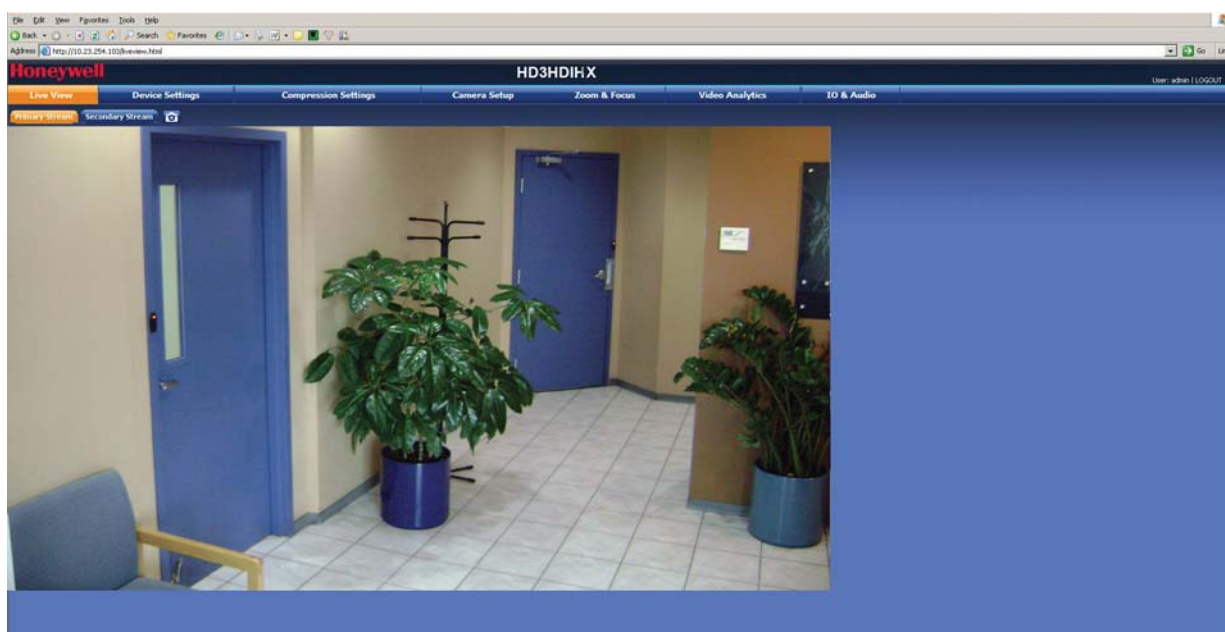 File Edit View Favorites Tools Help
Back Search Favorites
Address http://10.23.254.103/liveview.html Go
Honeywell HD3HDIHX User: admin | LOGOUT
Live View Device Settings Compression Settings Camera Setup Zoom & Focus Video Analytics IO & Audio
Primary Stream Secondary Stream